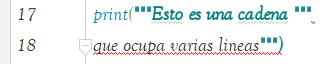 17 print("""Esto es una cadena """
18 que ocupa varias lineas""")